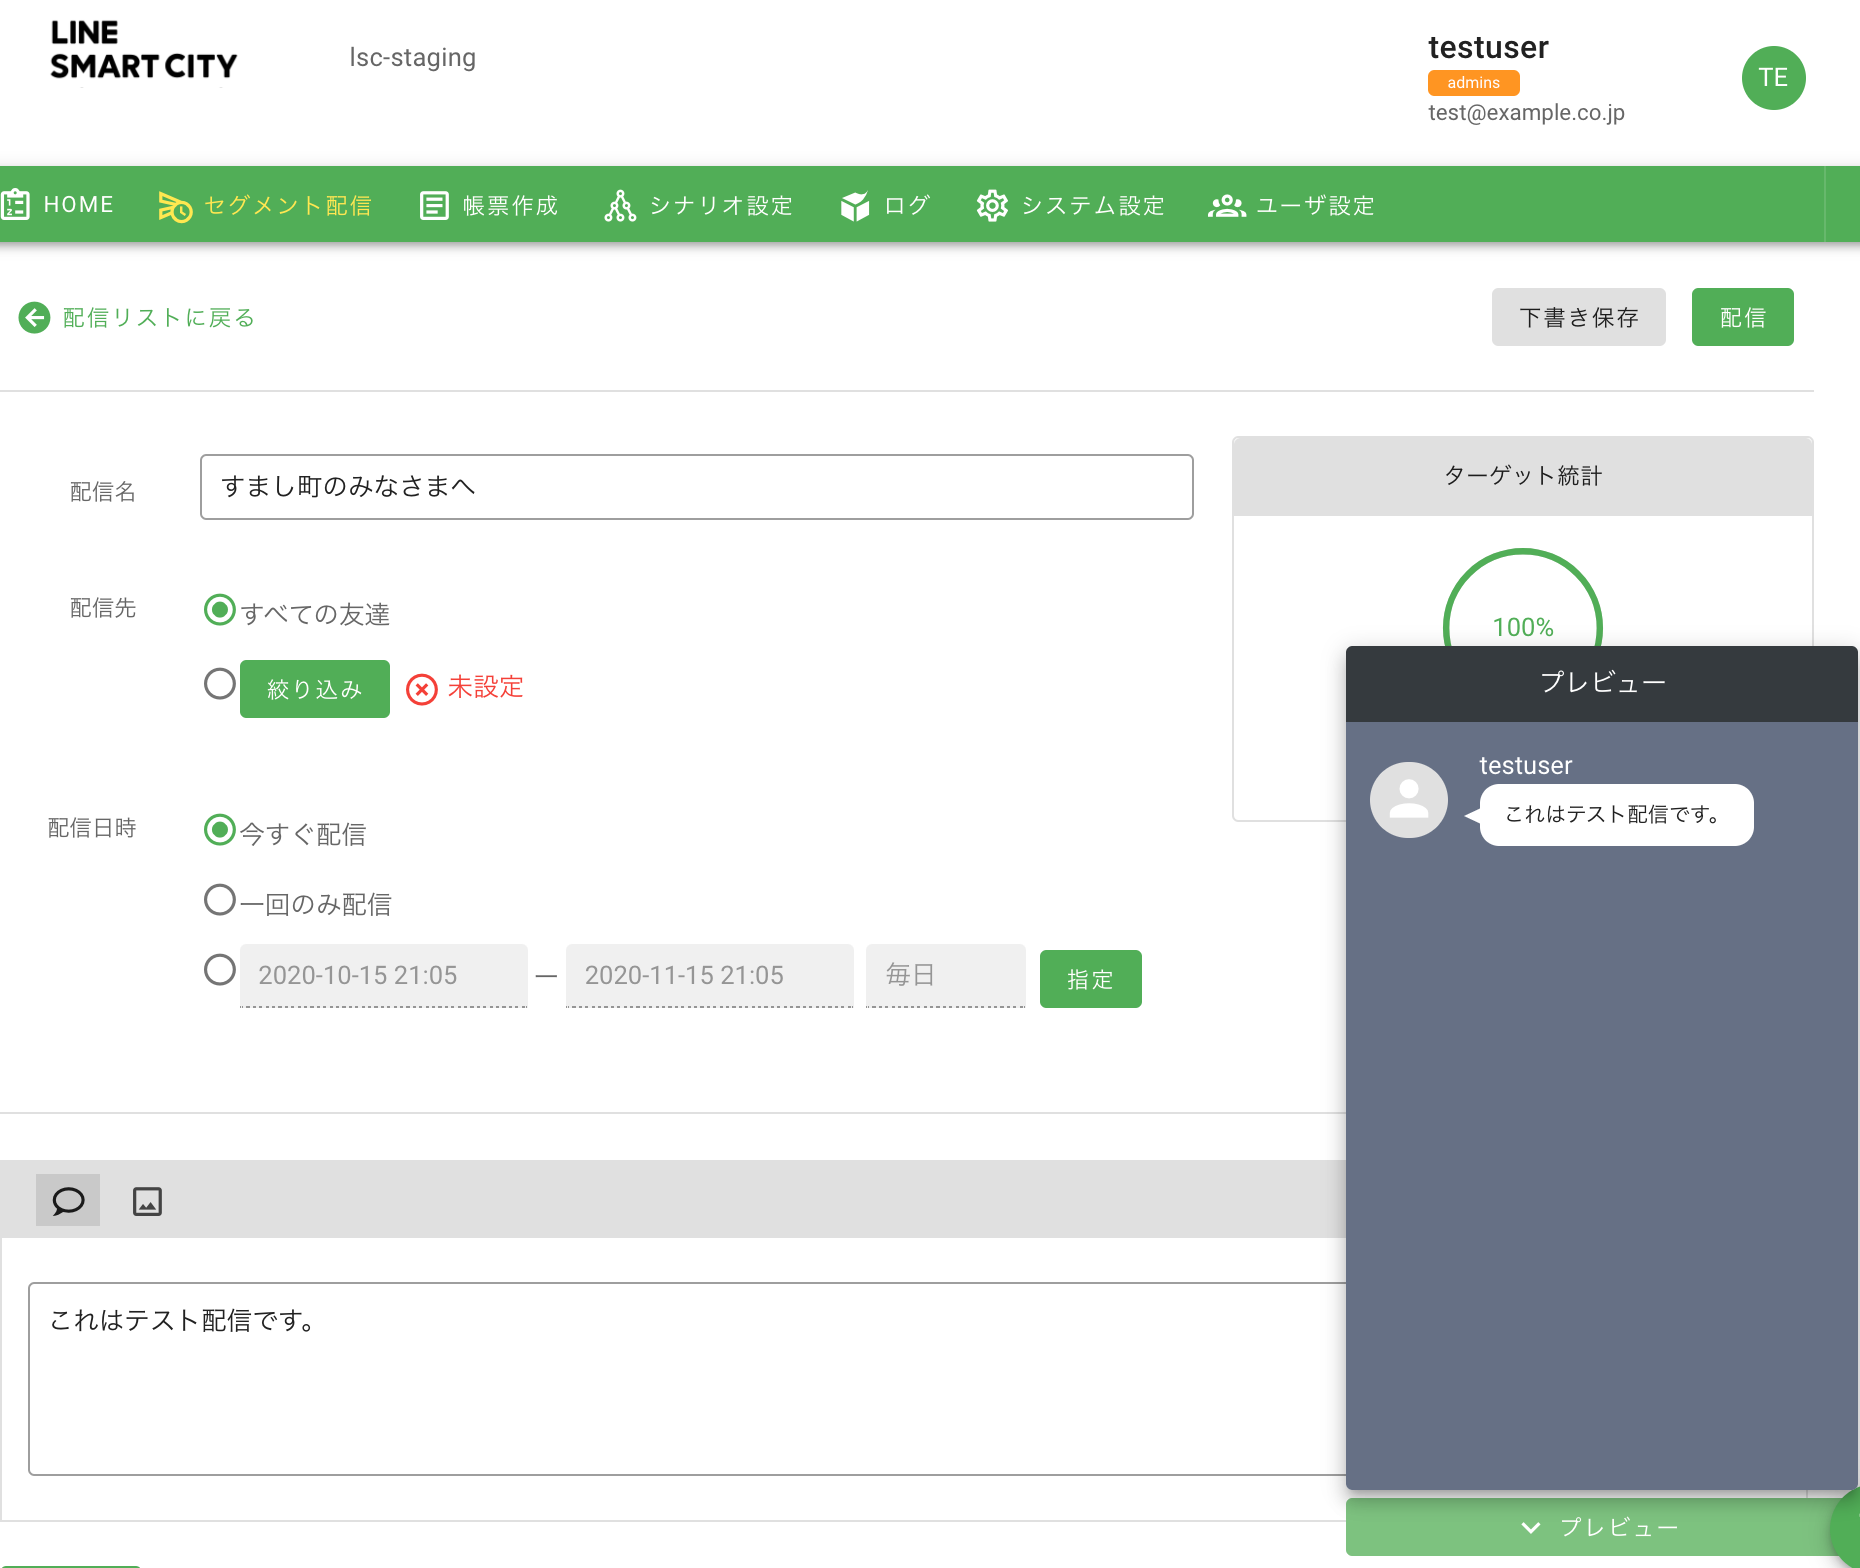 LINE
SMART CITY
lsc-staging
testuser
admins
test@example.co.jp
TE
HOME
セグメント配信
帳票作成
シナリオ設定
ログ
システム設定
ユーザ設定
配信リストに戻る
下書き保存
配信
配信名
すまし町のみなさまへ
ターゲット統計
100%
配信先
すべての友達
絞り込み
未設定
配信日時
今すぐ配信
一回のみ配信
2020-10-15 21:05
—
2020-11-15 21:05
毎日
指定
プレビュー
testuser
これはテスト配信です。
これはテスト配信です。
プレビュー